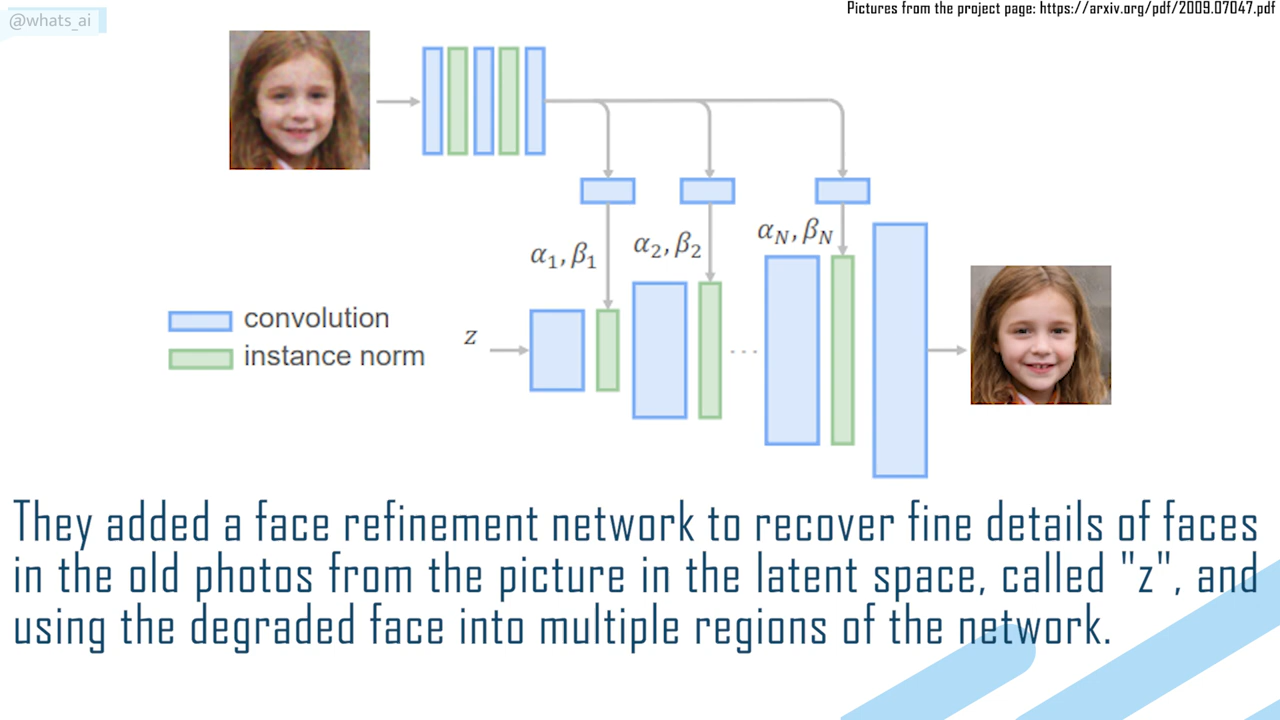 @whats_ai
Pictures from the project page: https://arxiv.org/pdf/2009.07047.pdf
α₁, β₁
α₂, β₂
α_N, β_N
convolution
instance norm
z
...
They added a face refinement network to recover fine details of faces
in the old photos from the picture in the latent space, called "z", and
using the degraded face into multiple regions of the network.